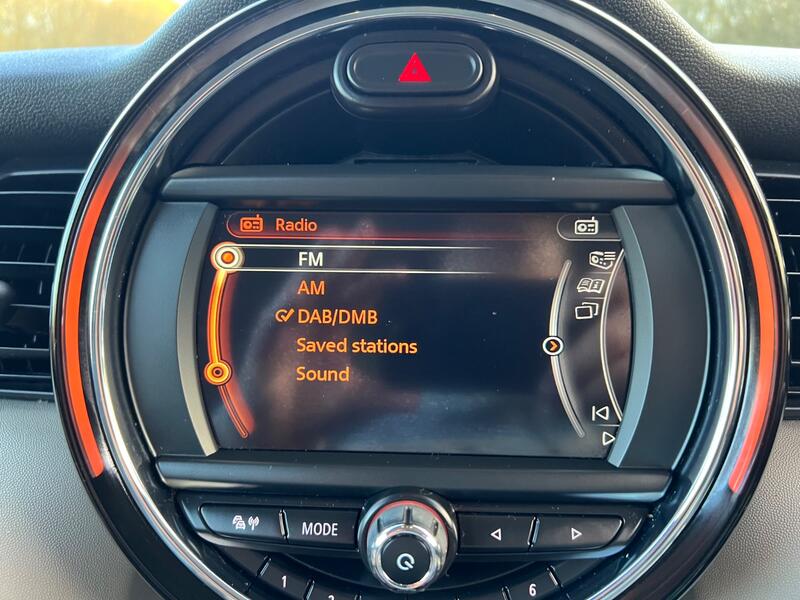 Radio
FM
AM
DAB/DMB
Saved stations
Sound
MODE
1
6